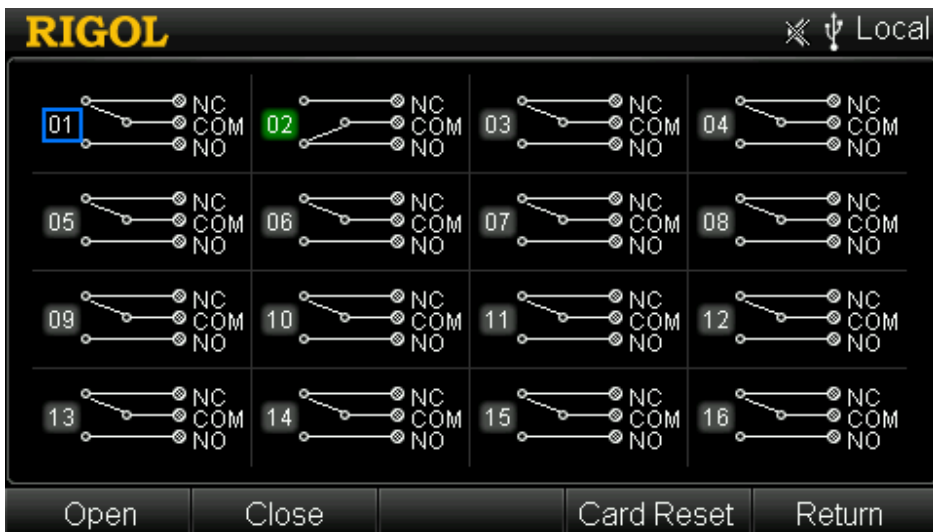 RIGOL Local
01 NC COM NO 02 NC COM NO 03 NC COM NO 04 NC COM NO
05 NC COM NO 06 NC COM NO 07 NC COM NO 08 NC COM NO
09 NC COM NO 10 NC COM NO 11 NC COM NO 12 NC COM NO
13 NC COM NO 14 NC COM NO 15 NC COM NO 16 NC COM NO
Open Close Card Reset Return